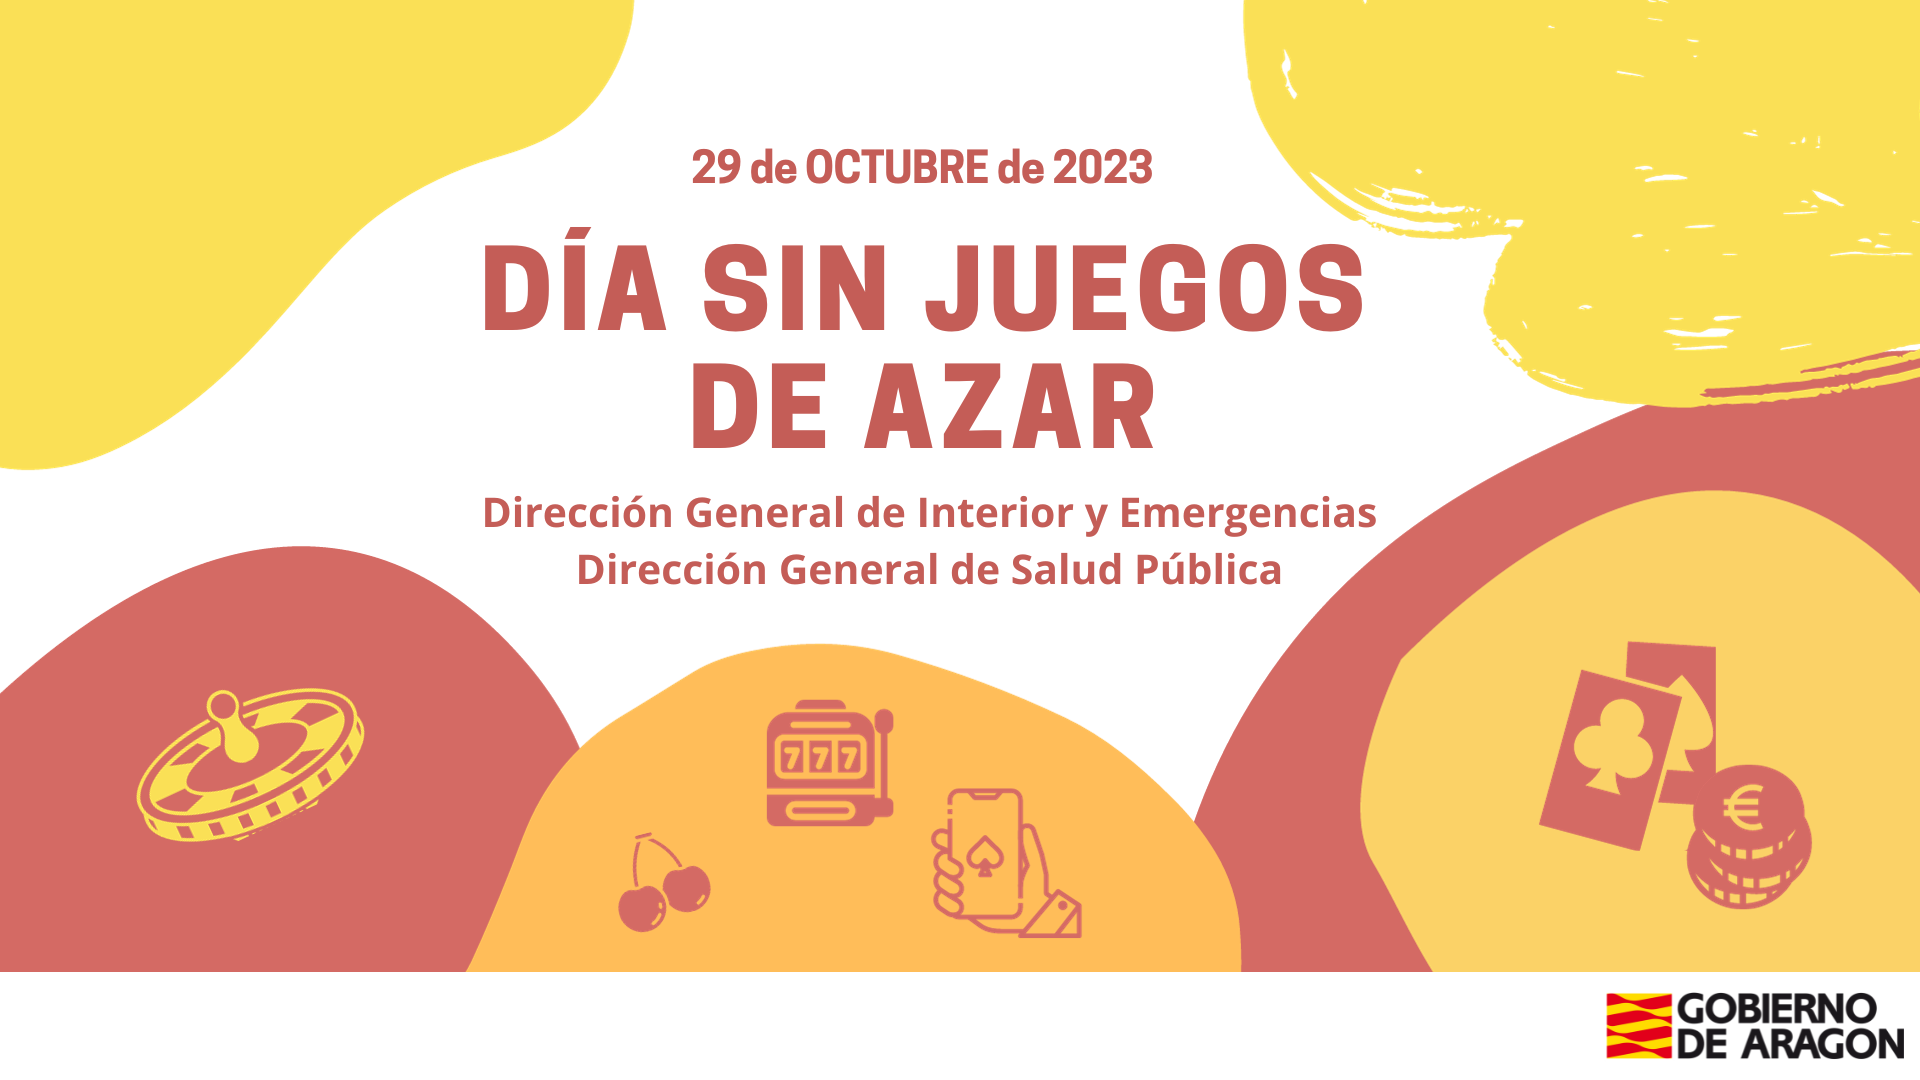 29 de OCTUBRE de 2023
DÍA SIN JUEGOS
DE AZAR
Dirección General de Interior y Emergencias
Dirección General de Salud Pública
777
€
GOBIERNO
DE ARAGON